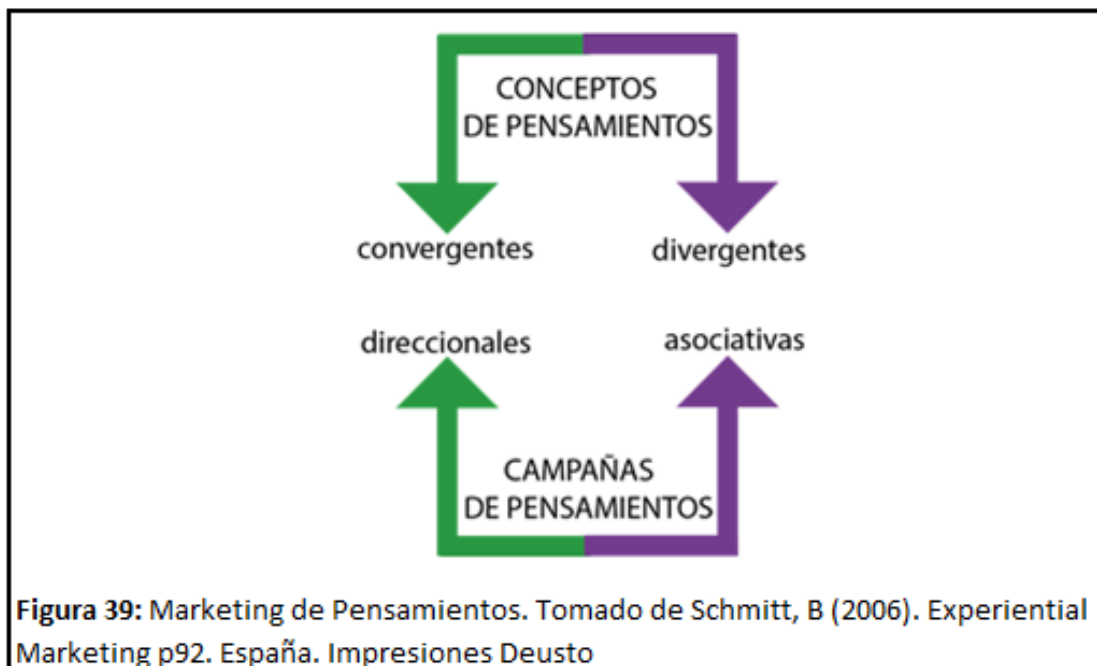 CONCEPTOS
DE PENSAMIENTOS
convergentes
divergentes
direccionales
asociativas
CAMPAÑAS
DE PENSAMIENTOS
Figura 39: Marketing de Pensamientos. Tomado de Schmitt, B (2006). Experiential
Marketing p92. España. Impresiones Deusto